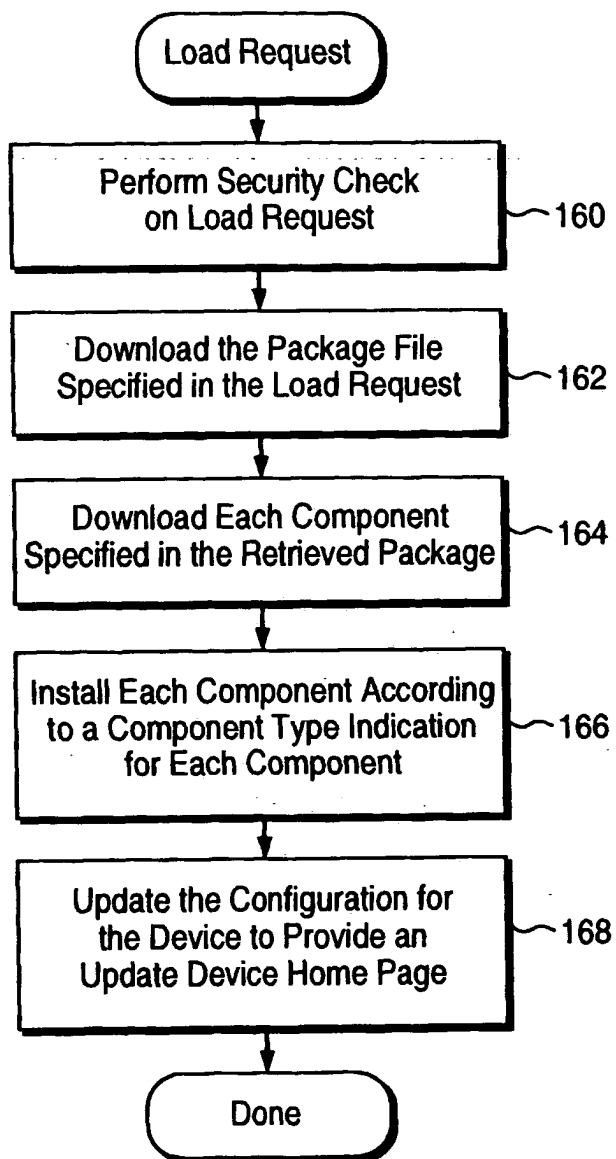 Load Request
Perform Security Check
on Load Request
160
Download the Package File
Specified in the Load Request
162
Download Each Component
Specified in the Retrieved Package
164
Install Each Component According
to a Component Type Indication
for Each Component
166
Update the Configuration for
the Device to Provide an
Update Device Home Page
168
Done